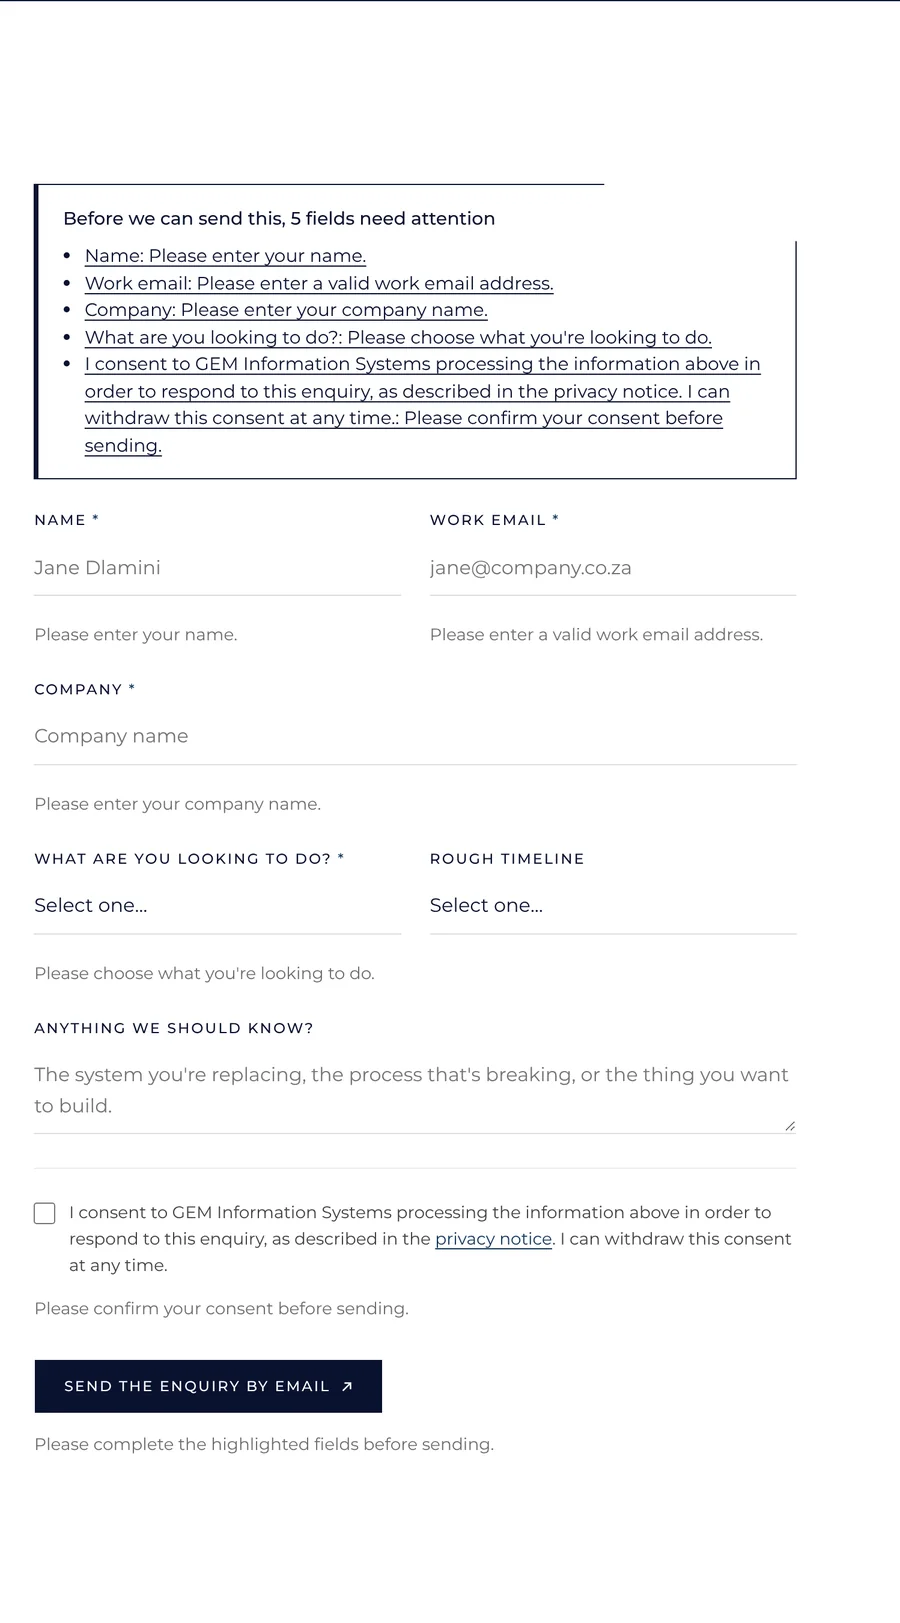 Before we can send this, 5 fields need attention
Name: Please enter your name.
Work email: Please enter a valid work email address.
Company: Please enter your company name.
What are you looking to do?: Please choose what you're looking to do.
I consent to GEM Information Systems processing the information above in
order to respond to this enquiry, as described in the privacy notice. I can
withdraw this consent at any time.: Please confirm your consent before
sending.
NAME *
WORK EMAIL *
Jane Dlamini
jane@company.co.za
Please enter your name.
Please enter a valid work email address.
COMPANY *
Company name
Please enter your company name.
WHAT ARE YOU LOOKING TO DO? *
ROUGH TIMELINE
Select one...
Select one...
Please choose what you're looking to do.
ANYTHING WE SHOULD KNOW?
The system you're replacing, the process that's breaking, or the thing you want
to build.
I consent to GEM Information Systems processing the information above in order to
respond to this enquiry, as described in the privacy notice. I can withdraw this consent
at any time.
Please confirm your consent before sending.
SEND THE ENQUIRY BY EMAIL ↗
Please complete the highlighted fields before sending.